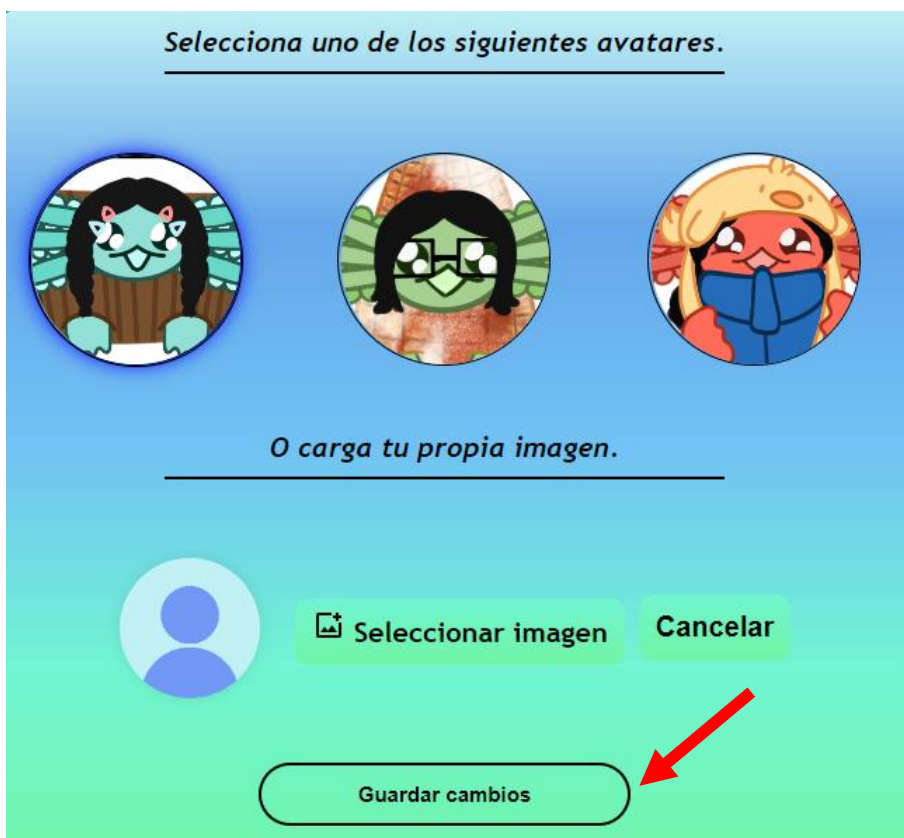 Selecciona uno de los siguientes avatares.
O carga tu propia imagen.
Seleccionar imagen
Cancelar
Guardar cambios